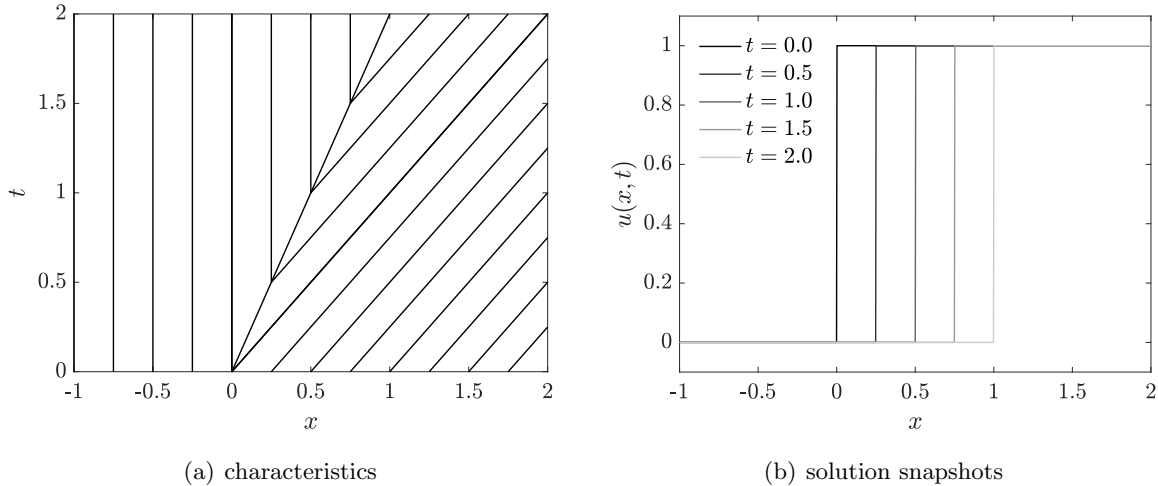 2
1.5
1
0.5
0
t
-1 -0.5 0 0.5 1 1.5 2
x
(a) characteristics
1
0.8
0.6
0.4
0.2
0
u(x, t)
t = 0.0
t = 0.5
t = 1.0
t = 1.5
t = 2.0
-1 -0.5 0 0.5 1 1.5 2
x
(b) solution snapshots